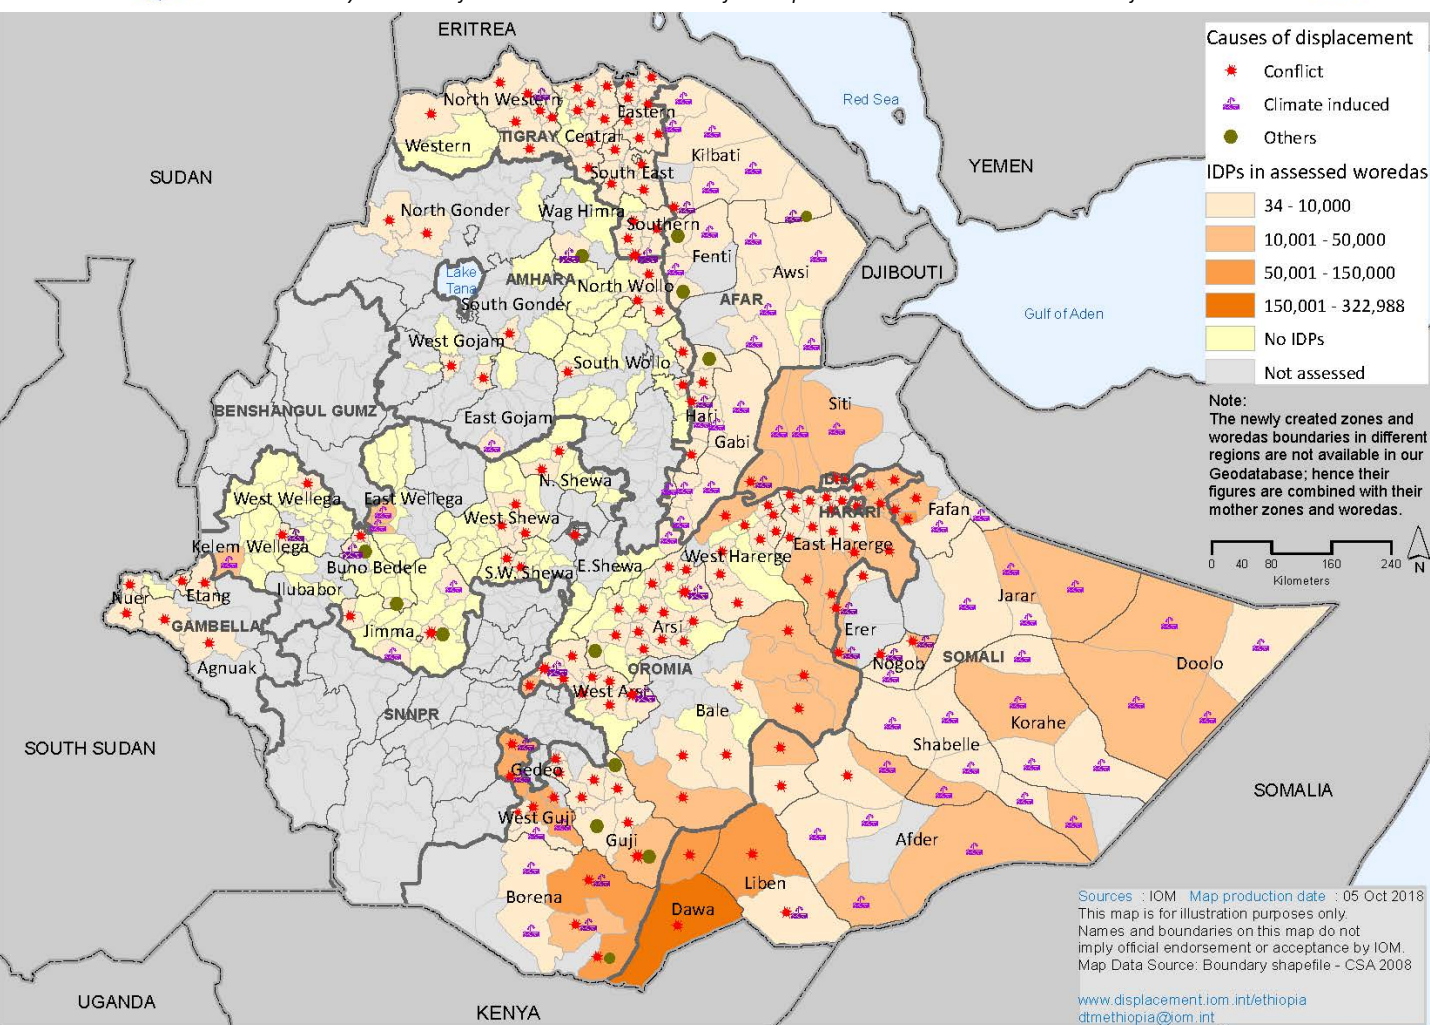 ERITREA
Causes of displacement
Conflict
Climate induced
Others
IDPs in assessed woredas
34 - 10,000
10,001 - 50,000
50,001 - 150,000
150,001 - 322,988
No IDPs
Not assessed
Note:
The newly created zones and
woredas boundaries in different
regions are not available in our
Geodatabase; hence their
figures are combined with their
mother zones and woredas.
N
0 40 80 160 240
Kilometers
Red Sea
YEMEN
SUDAN
DJIBOUTI
Gulf of Aden
North Western
Eastern
TIGRAY
Central
Western
Kilbati
South East
North Gonder
Wag Himra
Southern
Fenti
Awsi
Lake
Tana
AMHARA
North Wollo
AFAR
South Gonder
West Gojam
South Wollo
BENSHANGUL GUMZ
East Gojam
Hari
Gabi
Siti
N. Shewa
West Wellega
East Wellega
West Shewa
HARARI
Fafan
Kelem Wellega
Buno Bedele
S.W. Shewa
E.Shewa
West Harerge
East Harerge
Ilubabor
Nuer
Etang
GAMBELLA
Jimma
Agnuak
Arsi
Erer
Jarar
OROMIA
Nogob
SOMALI
Doolo
West Arsi
SNNPR
Bale
Korahe
Shabelle
SOUTH SUDAN
Gedeo
SOMALIA
West Guji
Guji
Afder
Borena
Liben
Dawa
UGANDA
KENYA
Sources : IOM Map production date : 05 Oct 2018
This map is for illustration purposes only.
Names and boundaries on this map do not
imply official endorsement or acceptance by IOM.
Map Data Source: Boundary shapefile - CSA 2008
www.displacement.iom.int/ethiopia
dtmethiopia@iom.int